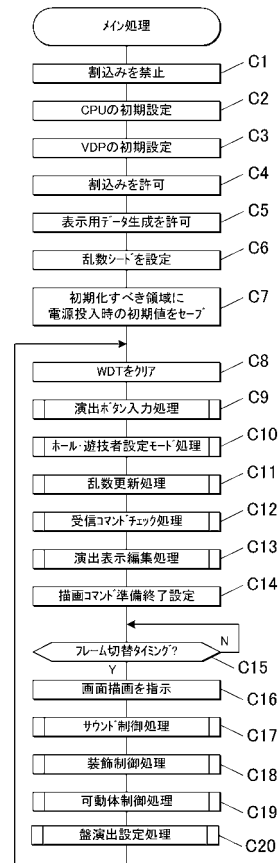 メイン処理
割込みを禁止
C1
CPUの初期設定
C2
VDPの初期設定
C3
割込みを許可
C4
表示用データ生成を許可
C5
乱数シードを設定
C6
初期化すべき領域に
電源投入時の初期値をセーブ
C7
WDTをクリア
C8
演出ボタン入力処理
C9
ホール・遊技者設定モード処理
C10
乱数更新処理
C11
受信コマンドチェック処理
C12
演出表示編集処理
C13
描画コマンド準備終了設定
C14
フレーム切替タイミング?
N
C15
Y
画面描画を指示
C16
サウンド制御処理
C17
装飾制御処理
C18
可動体制御処理
C19
盤演出設定処理
C20